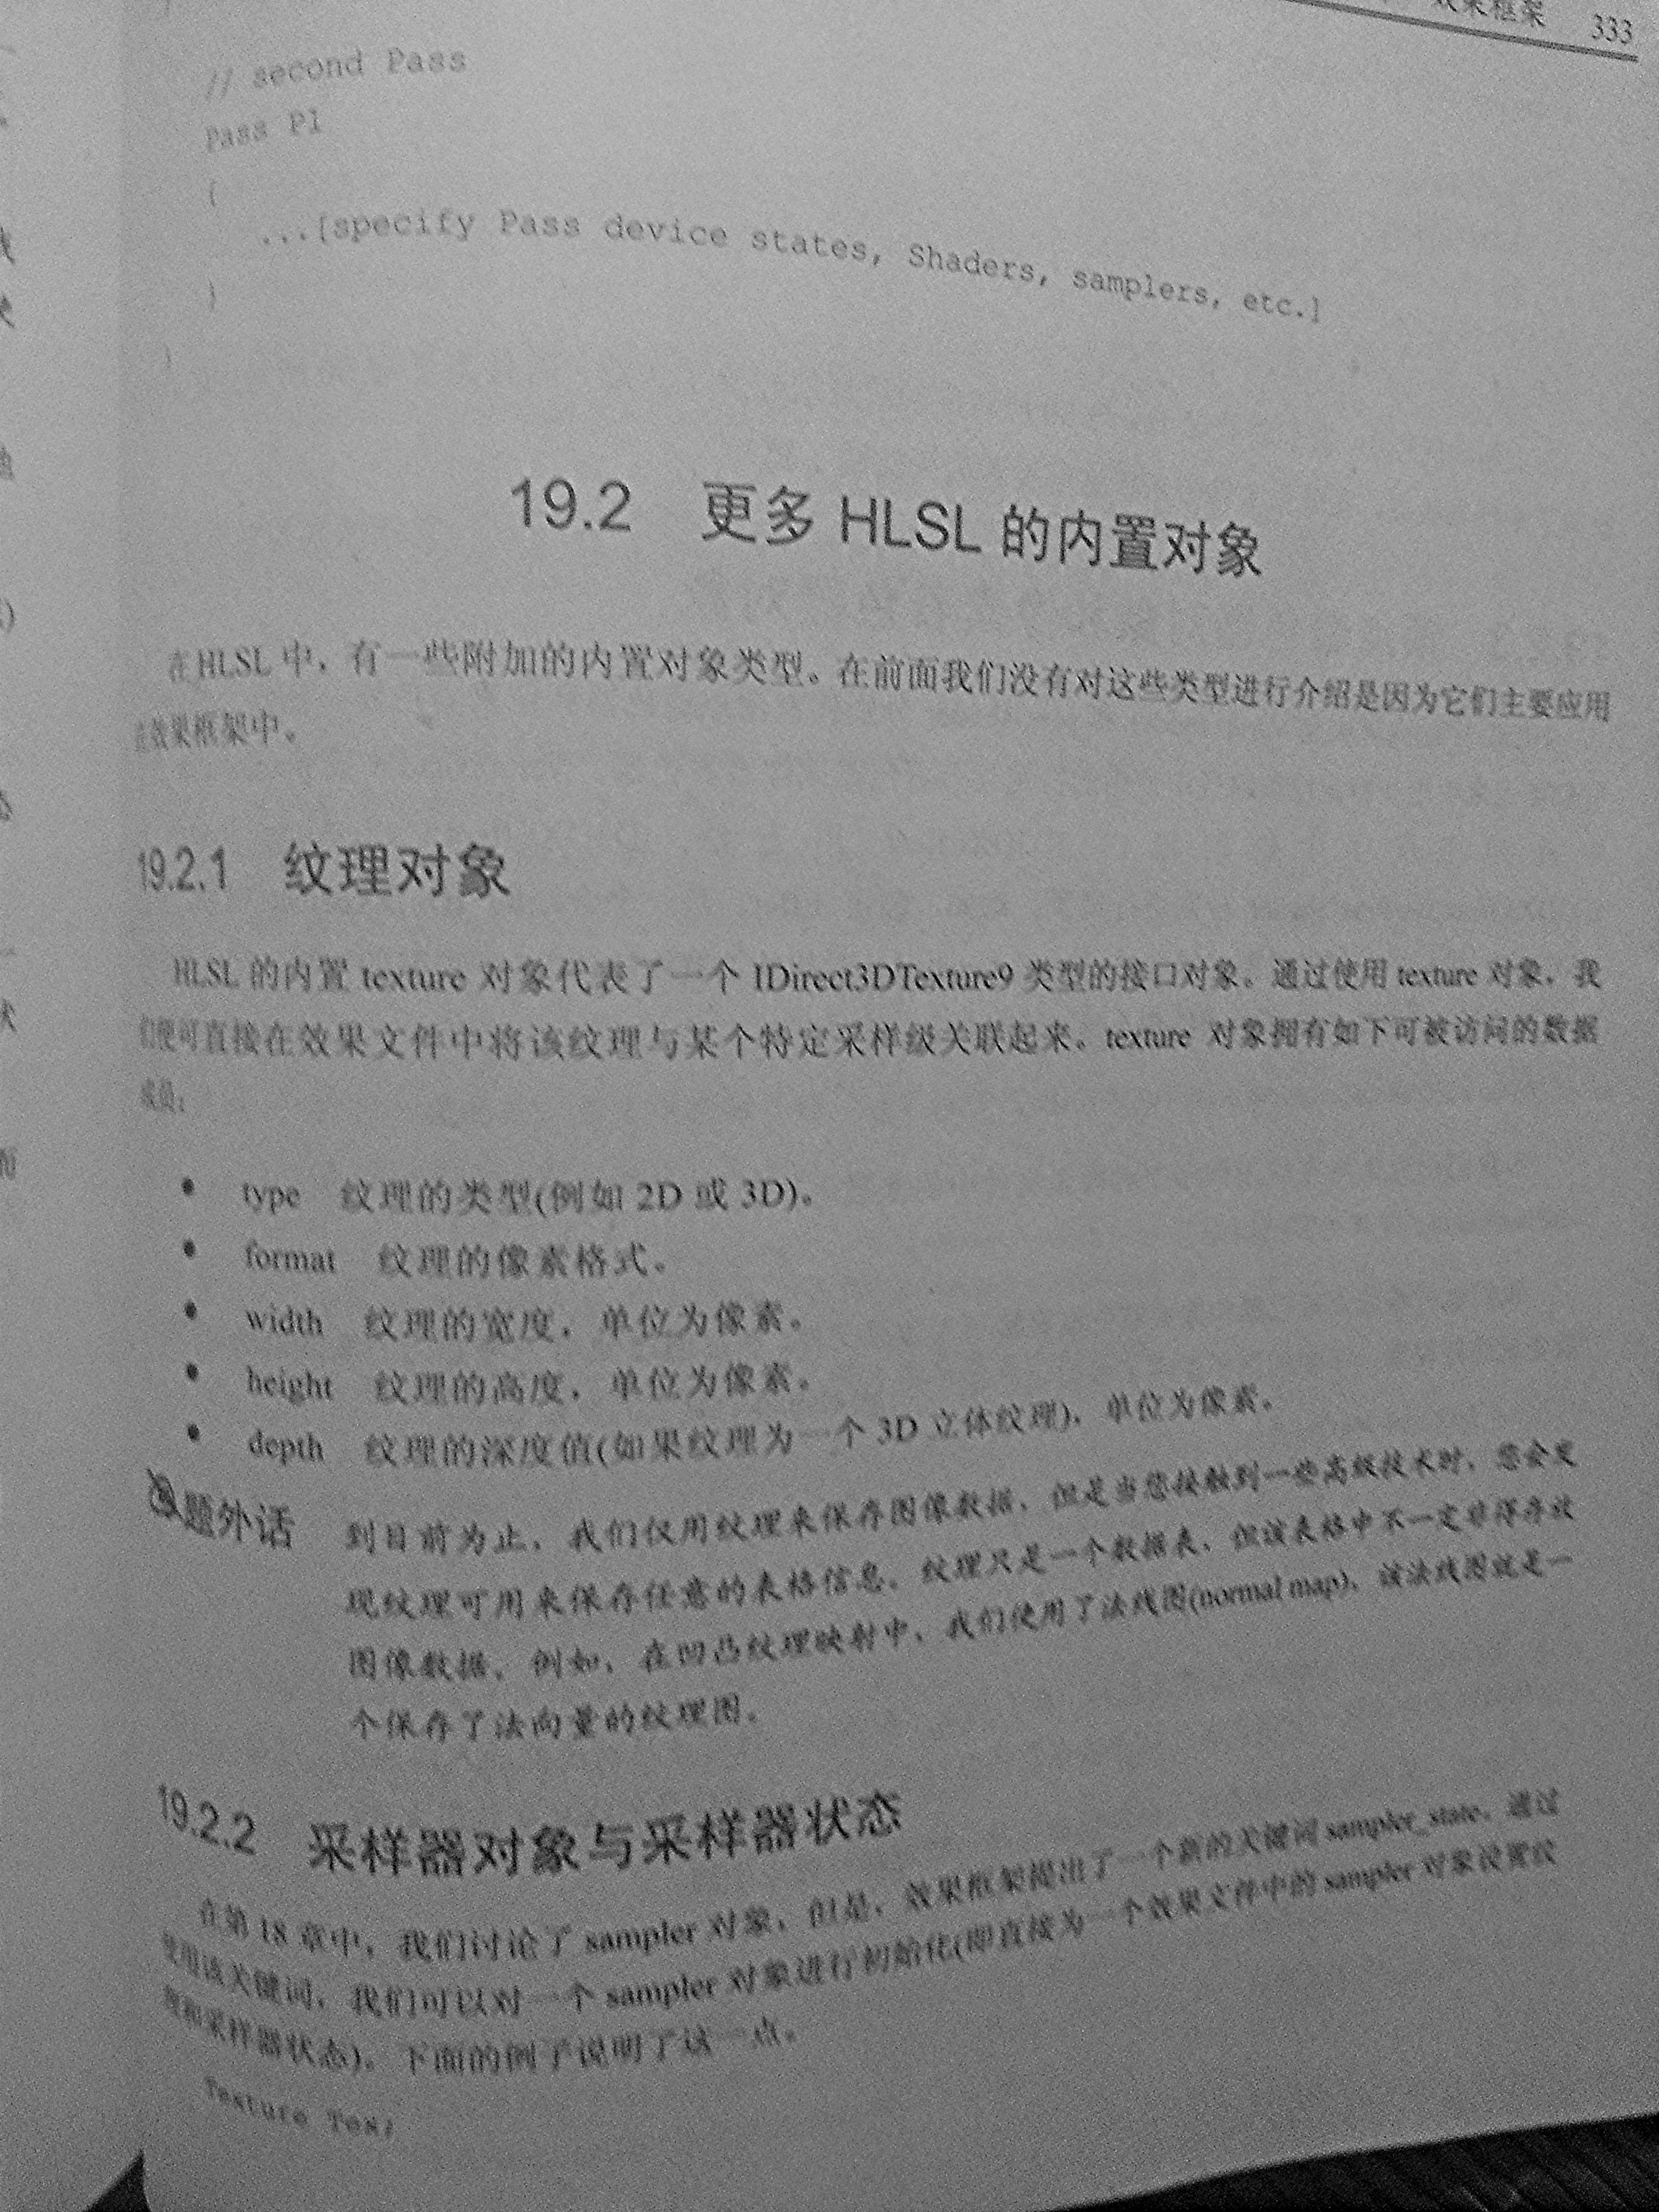 效果框架 333
// second Pass
Pass P1
{
...[specify Pass device states, Shaders, samplers, etc.]
}
}
19.2 更多 HLSL 的内置对象
在 HLSL 中，有一些附加的内置对象类型。在前面我们没有对这些类型进行介绍是因为它们主要应用
在效果框架中。
19.2.1 纹理对象
HLSL 的内置 texture 对象代表了一个 IDirect3DTexture9 类型的接口对象。通过使用 texture 对象，我
们便可直接在效果文件中将该纹理与某个特定采样级关联起来。texture 对象拥有如下可被访问的数据
成员：
• type 纹理的类型(例如 2D 或 3D)。
• format 纹理的像素格式。
• width 纹理的宽度，单位为像素。
• height 纹理的高度，单位为像素。
• depth 纹理的深度值(如果纹理为一个 3D 立体纹理)，单位为像素。
题外话 到目前为止，我们仅用纹理来保存图像数据，但是当您接触到一些高级技术时，您会发
现纹理可用来保存任意的表格信息。纹理只是一个数据表，但该表格中不一定非得存放
图像数据。例如，在凹凸纹理映射中，我们使用了法线图(normal map)，该法线图就是一
个保存了法向量的纹理图。
19.2.2 采样器对象与采样器状态
在第 18 章中，我们讨论了 sampler 对象，但是，效果框架提出了一个新的关键词 sampler_state，通过
使用该关键词，我们可以对一个 sampler 对象进行初始化(即直接为一个效果文件中的 sampler 对象设置纹
理和采样器状态)。下面的例子说明了这一点。
Texture Tex;